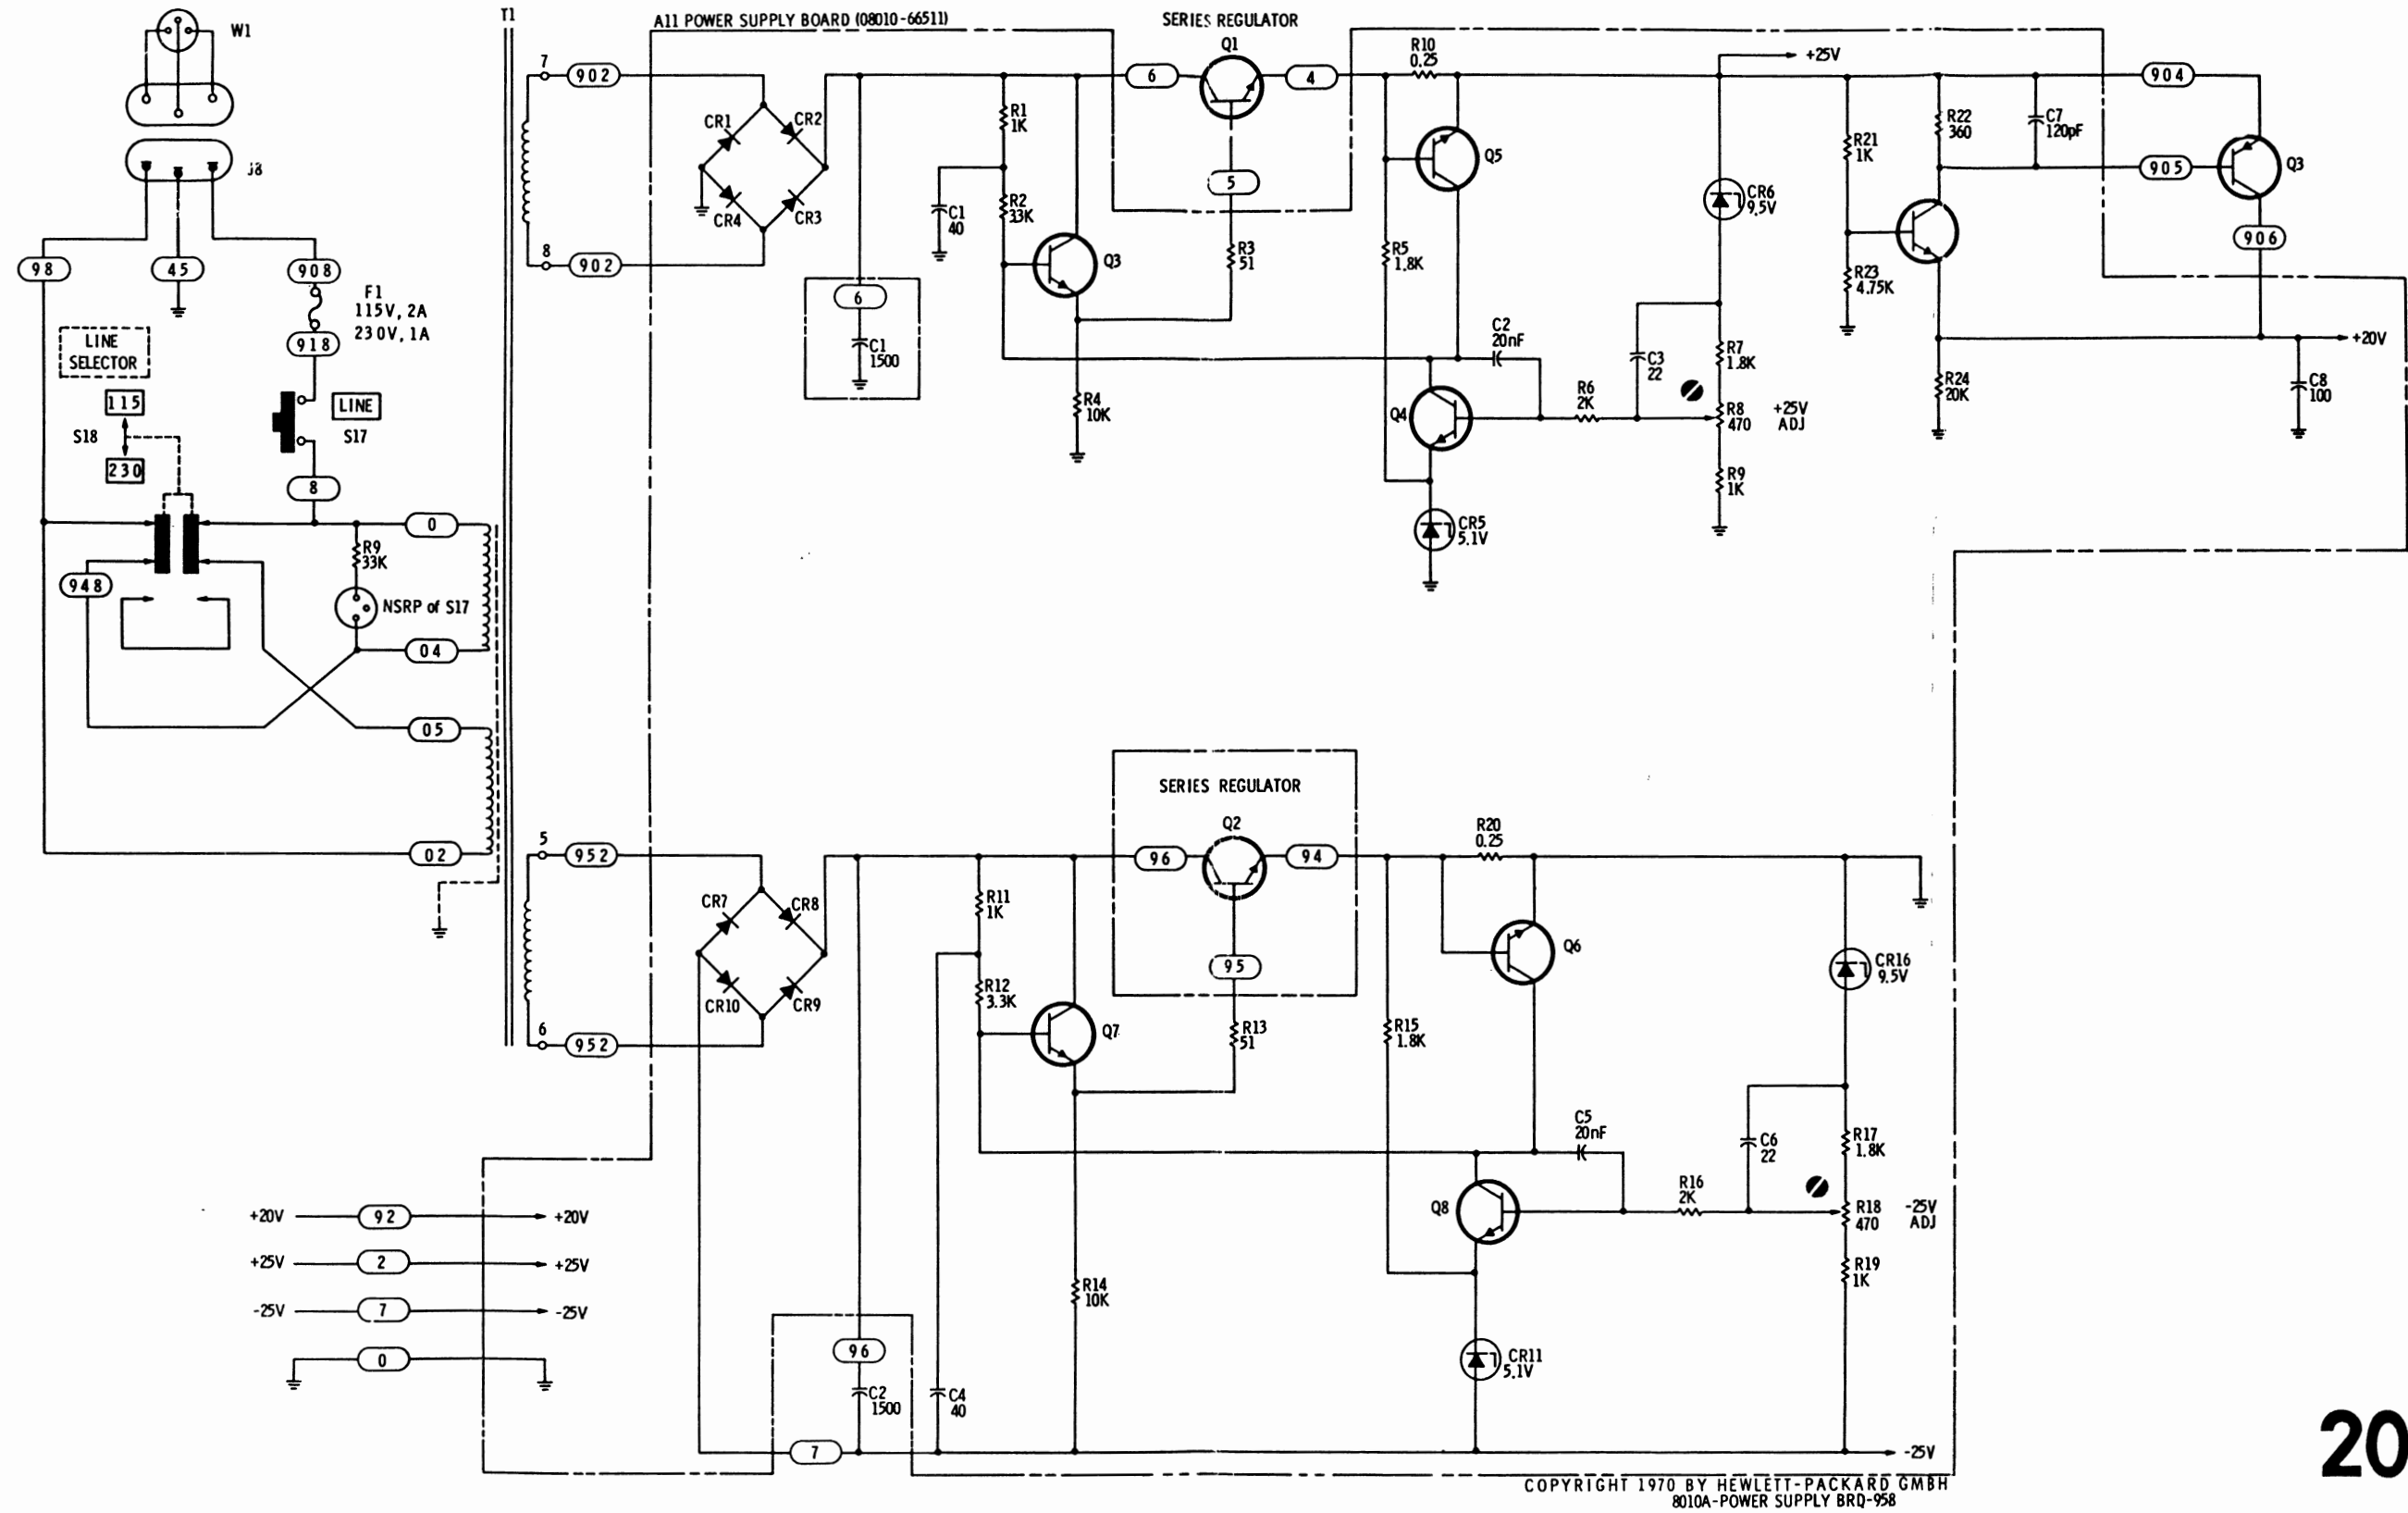 W1
J8
98
45
908
F1
115V, 2A
230V, 1A
918
LINE
SELECTOR
115
S18
230
LINE
S17
8
0
R9
33K
948
NSRP of S17
04
05
02
T1
7
902
8
902
5
952
6
952
A11 POWER SUPPLY BOARD (08010-66511)
CR1
CR2
CR4
CR3
6
C1
1500
R1
1K
C1
40
R2
33K
Q3
R4
10K
SERIES REGULATOR
Q1
6
4
5
R3
51
R10
0.25
Q5
R5
1.8K
C2
20nF
Q4
R6
2K
CR5
5.1V
+25V
CR6
9.5V
C3
22
R7
1.8K
R8
470
+25V
ADJ
R9
1K
R21
1K
R22
360
C7
120pF
904
905
Q3
906
R23
4.75K
+20V
R24
20K
C8
100
CR7
CR8
CR10
CR9
R11
1K
R12
3.3K
Q7
SERIES REGULATOR
Q2
96
94
95
R13
51
R20
0.25
Q6
R15
1.8K
CR16
9.5V
C5
20nF
C6
22
R17
1.8K
Q8
R16
2K
R18
470
-25V
ADJ
R19
1K
R14
10K
CR11
5.1V
96
C2
1500
C4
40
7
-25V
+20V 92 +20V
+25V 2 +25V
-25V 7 -25V
0
COPYRIGHT 1970 BY HEWLETT-PACKARD GMBH
8010A-POWER SUPPLY BRD-958
20